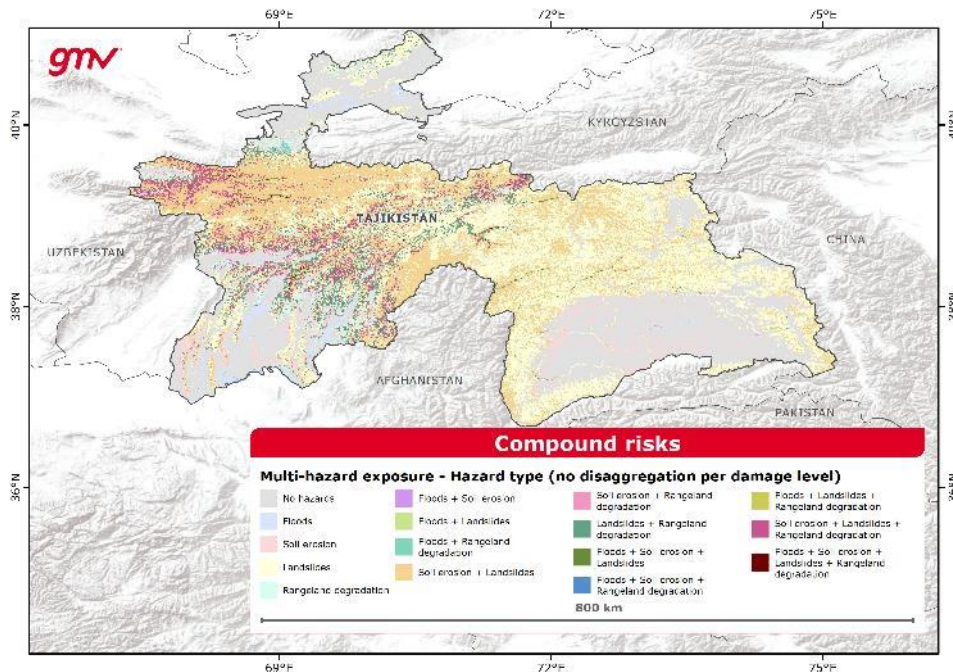 69°E 72°E 75°E
gmv
40°N 40°N
KYRGYZSTAN
TAJIKISTAN
UZBEKISTAN
CHINA
38°N 38°N
AFGHANISTAN
PAKISTAN
Compound risks
36°N 36°N
Multi-hazard exposure - Hazard type (no disaggregation per damage level)
No hazards
Floods
Soil erosion
Landslides
Rangeland degradation
Floods + Soil erosion
Floods + Landslides
Floods + Rangeland
degradation
Soil erosion + Landslides
Soil erosion + Rangeland
degradation
Landslides + Rangeland
degradation
Floods + Soil erosion +
Landslides
Floods + Soil erosion +
Rangeland degradation
Floods + Landslides +
Rangeland degradation
Soil erosion + Landslides +
Rangeland degradation
Floods + Soil erosion +
Landslides + Rangeland
degradation
800 km
69°E 72°E 75°E